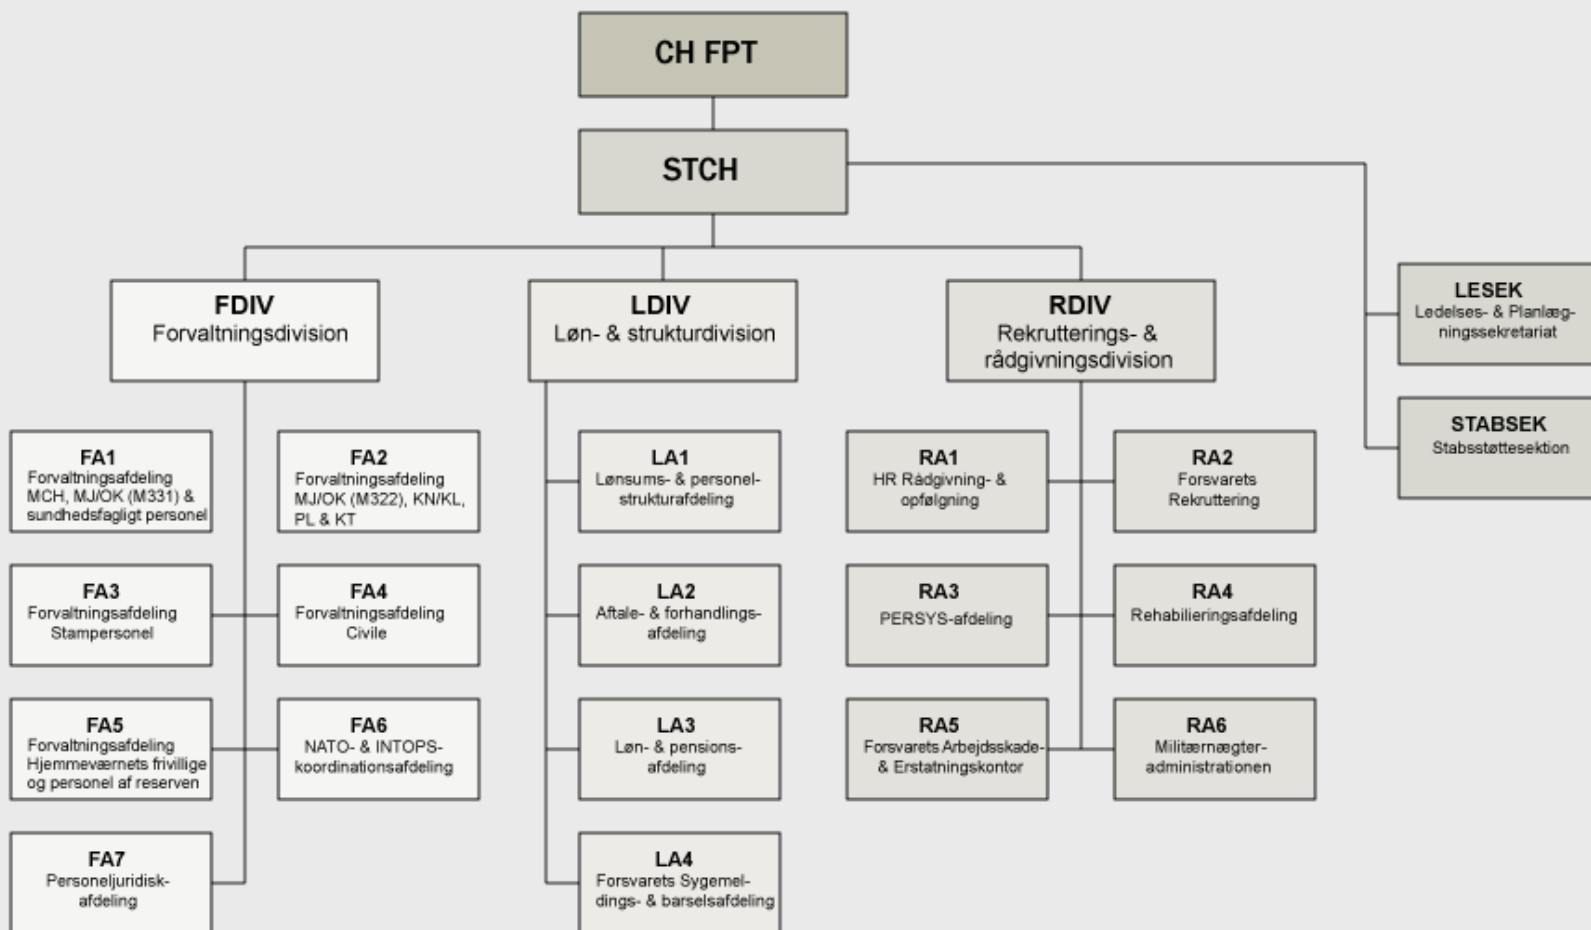 CH FPT
STCH
FDIV
Forvaltningsdivision
LDIV
Løn- & strukturdivision
RDIV
Rekrutterings- &
rådgivningsdivision
LESEK
Ledelses- & Planlæg-
ningssekretariat
STABSEK
Stabsstøttesektion
FA1
Forvaltningsafdeling
MCH, MJ/OK (M331) &
sundhedsfagligt personel
FA2
Forvaltningsafdeling
MJ/OK (M322), KN/KL,
PL & KT
LA1
Lønsums- & personel-
strukturafdeling
RA1
HR Rådgivning- &
opfølgning
RA2
Forsvarets
Rekruttering
FA3
Forvaltningsafdeling
Stampersonel
FA4
Forvaltningsafdeling
Civile
LA2
Aftale- & forhandlings-
afdeling
RA3
PERSYS-afdeling
RA4
Rehabilieringsafdeling
FA5
Forvaltningsafdeling
Hjemmeværnets frivillige
og personel af reserven
FA6
NATO- & INTOPS-
koordinationsafdeling
LA3
Løn- & pensions-
afdeling
RA5
Forsvarets Arbejdsskade-
& Erstatningskontor
RA6
Militærnægter-
administrationen
FA7
Personeljuridisk-
afdeling
LA4
Forsvarets Sygemel-
dings- & barselsafdeling